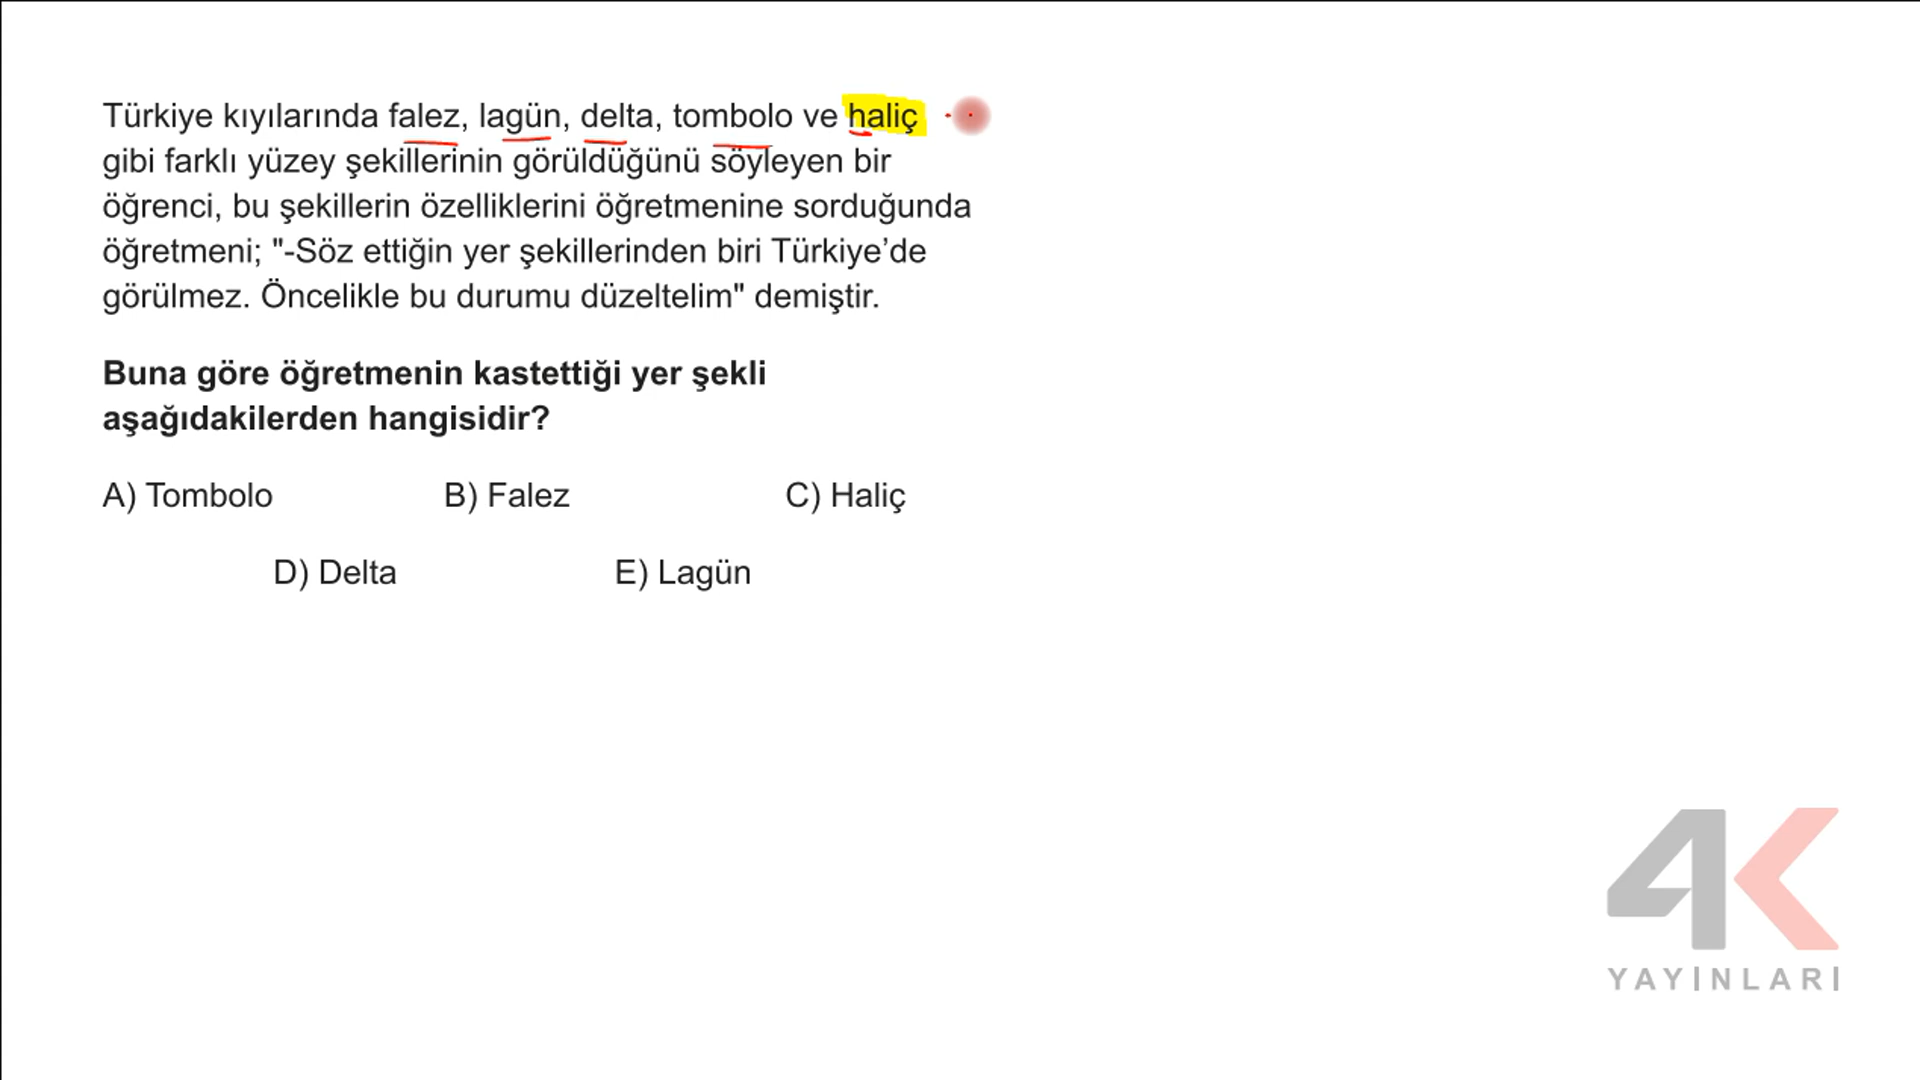 Türkiye kıyılarında falez, lagün, delta, tombolo ve haliç
gibi farklı yüzey şekillerinin görüldüğünü söyleyen bir
öğrenci, bu şekillerin özelliklerini öğretmenine sorduğunda
öğretmeni; "-Söz ettiğin yer şekillerinden biri Türkiye’de
görülmez. Öncelikle bu durumu düzeltelim" demiştir.
Buna göre öğretmenin kastettiği yer şekli
aşağıdakilerden hangisidir?
A) Tombolo B) Falez C) Haliç
D) Delta E) Lagün
4K
YAYINLARI